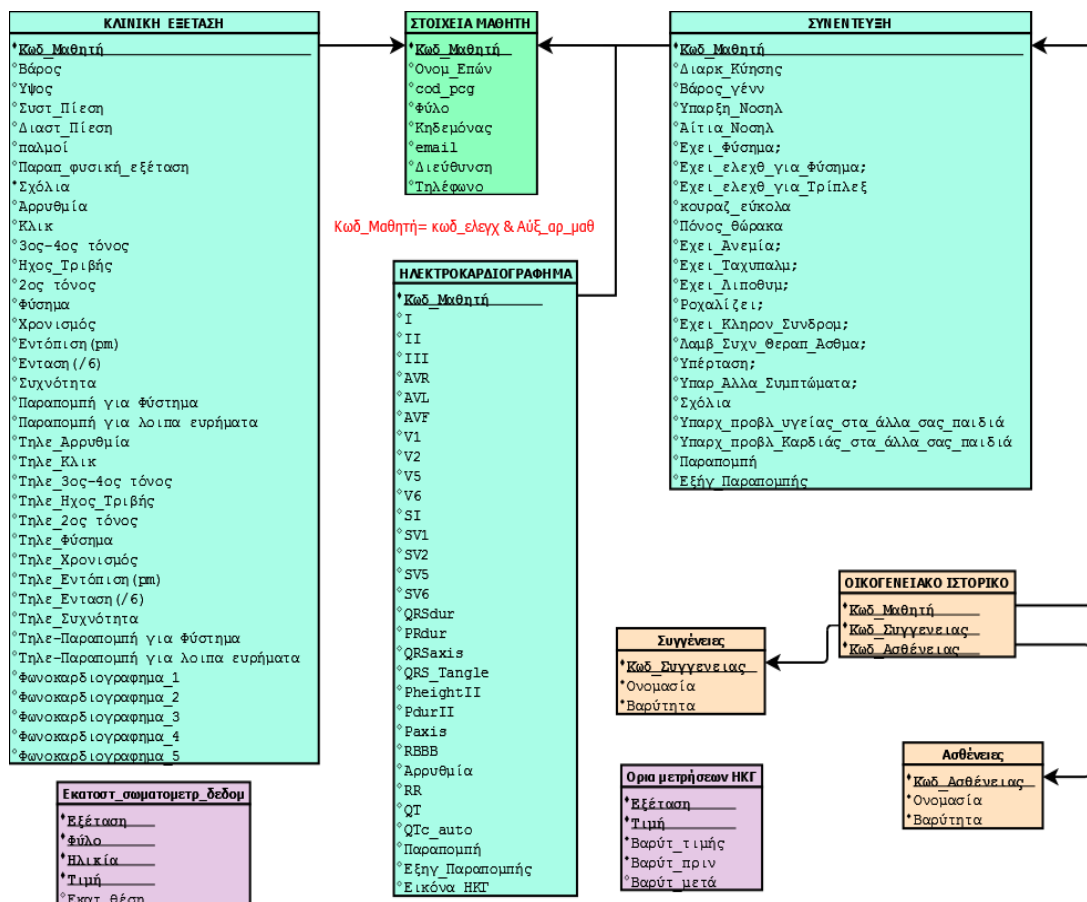 ΚΛΙΝΙΚΗ ΕΞΕΤΑΣΗ
Κωδ_Μαθητή
Βάρος
Υψος
Συστ_Πίεση
Διαστ_Πίεση
παλμοί
Παραπ_φυσική_εξέταση
Σχόλια
Αρρυθμία
Κλικ
3ος-4ος τόνος
Ηχος_Τριβής
2ος τόνος
Φύσημα
Χρονισμός
Εντόπιση(pm)
Ενταση(/6)
Συχνότητα
Παραπομπή για Φύστημα
Παραπομπή για λοιπα ευρήματα
Τηλε_Αρρυθμία
Τηλε_Κλικ
Τηλε_3ος-4ος τόνος
Τηλε_Ηχος_Τριβής
Τηλε_2ος τόνος
Τηλε_Φύσημα
Τηλε_Χρονισμός
Τηλε_Εντόπιση(pm)
Τηλε_Ενταση(/6)
Τηλε_Συχνότητα
Τηλε-Παραπομπή για Φύστημα
Τηλε-Παραπομπή για λοιπα ευρήματα
Φωνοκαρδιογραφημα_1
Φωνοκαρδιογραφημα_2
Φωνοκαρδιογραφημα_3
Φωνοκαρδιογραφημα_4
Φωνοκαρδιογραφημα_5
Εκατοστ_σωματομετρ_δεδομ
Εξέταση
Φύλο
Ηλικία
Τιμή
Εκατ_θέση
ΣΤΟΙΧΕΙΑ ΜΑΘΗΤΗ
Κωδ_Μαθητή
Ονομ_Επών
cod_pcg
Φύλο
Κηδεμόνας
email
Διεύθυνση
Τηλέφωνο
Κωδ_Μαθητή= κωδ_ελεγχ & Αύξ_αρ_μαθ
ΗΛΕΚΤΡΟΚΑΡΔΙΟΓΡΑΦΗΜΑ
Κωδ_Μαθητή
I
II
III
AVR
AVL
AVF
V1
V2
V5
V6
SI
SV1
SV2
SV5
SV6
QRSdur
PRdur
QRSaxis
QRS_Tangle
PheightII
PdurII
Paxis
RBBB
Αρρυθμία
RR
QT
QTc_auto
Παραπομπή
Εξηγ_Παραπομπής
Εικόνα ΗΚΓ
ΣΥΝΕΝΤΕΥΞΗ
Κωδ_Μαθητή
Διαρκ_Κύησης
Βάρος_γένν
Υπαρξη_Νοσηλ
Αίτια_Νοσηλ
Εχει_Φύσημα;
Εχει_ελεχθ_για_Φύσημα;
Εχει_ελεχθ_για_Τρίπλεξ
κουραζ_εύκολα
Πόνος_θώρακα
Εχει_Ανεμία;
Εχει_Ταχυπαλμ;
Εχει_Λιποθυμ;
Ροχαλίζει;
Εχει_Κληρον_Συνδρομ;
Λαμβ_Συχν_Θεραπ_Ασθμα;
Υπέρταση;
Υπαρ_Αλλα_Συμπτώματα;
Σχόλια
Υπαρχ_προβλ_υγείας_στα_άλλα_σας_παιδιά
Υπαρχ_προβλ_Καρδιάς_στα_άλλα_σας_παιδιά
Παραπομπή
Εξήγ_Παραπομπής
ΟΙΚΟΓΕΝΕΙΑΚΟ ΙΣΤΟΡΙΚΟ
Κωδ_Μαθητή
Κωδ_Συγγενειας
Κωδ_Ασθένειας
Συγγένειες
Κωδ_Συγγενειας
Ονομασία
Βαρύτητα
Ορια μετρήσεων ΗΚΓ
Εξέταση
Τιμή
Βαρύτ_τιμής
Βαρύτ_πριν
Βαρύτ_μετά
Ασθένειες
Κωδ_Ασθένειας
Ονομασία
Βαρύτητα